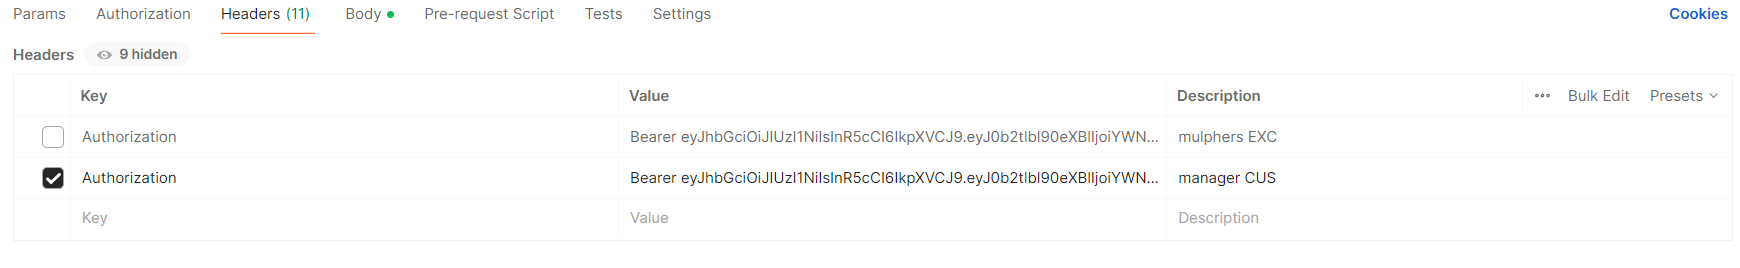 Params Authorization Headers (11) Body Pre-request Script Tests Settings Cookies
Headers 9 hidden
Key Value Description Bulk Edit Presets
Authorization Bearer eyJhbGciOiJIUzI1NiIsInR5cCI6IkpXVCJ9.eyJ0b2tlbl90eXBlIjoiYWN... mulphers EXC
Authorization Bearer eyJhbGciOiJIUzI1NiIsInR5cCI6IkpXVCJ9.eyJ0b2tlbl90eXBlIjoiYWN... manager CUS
Key Value Description